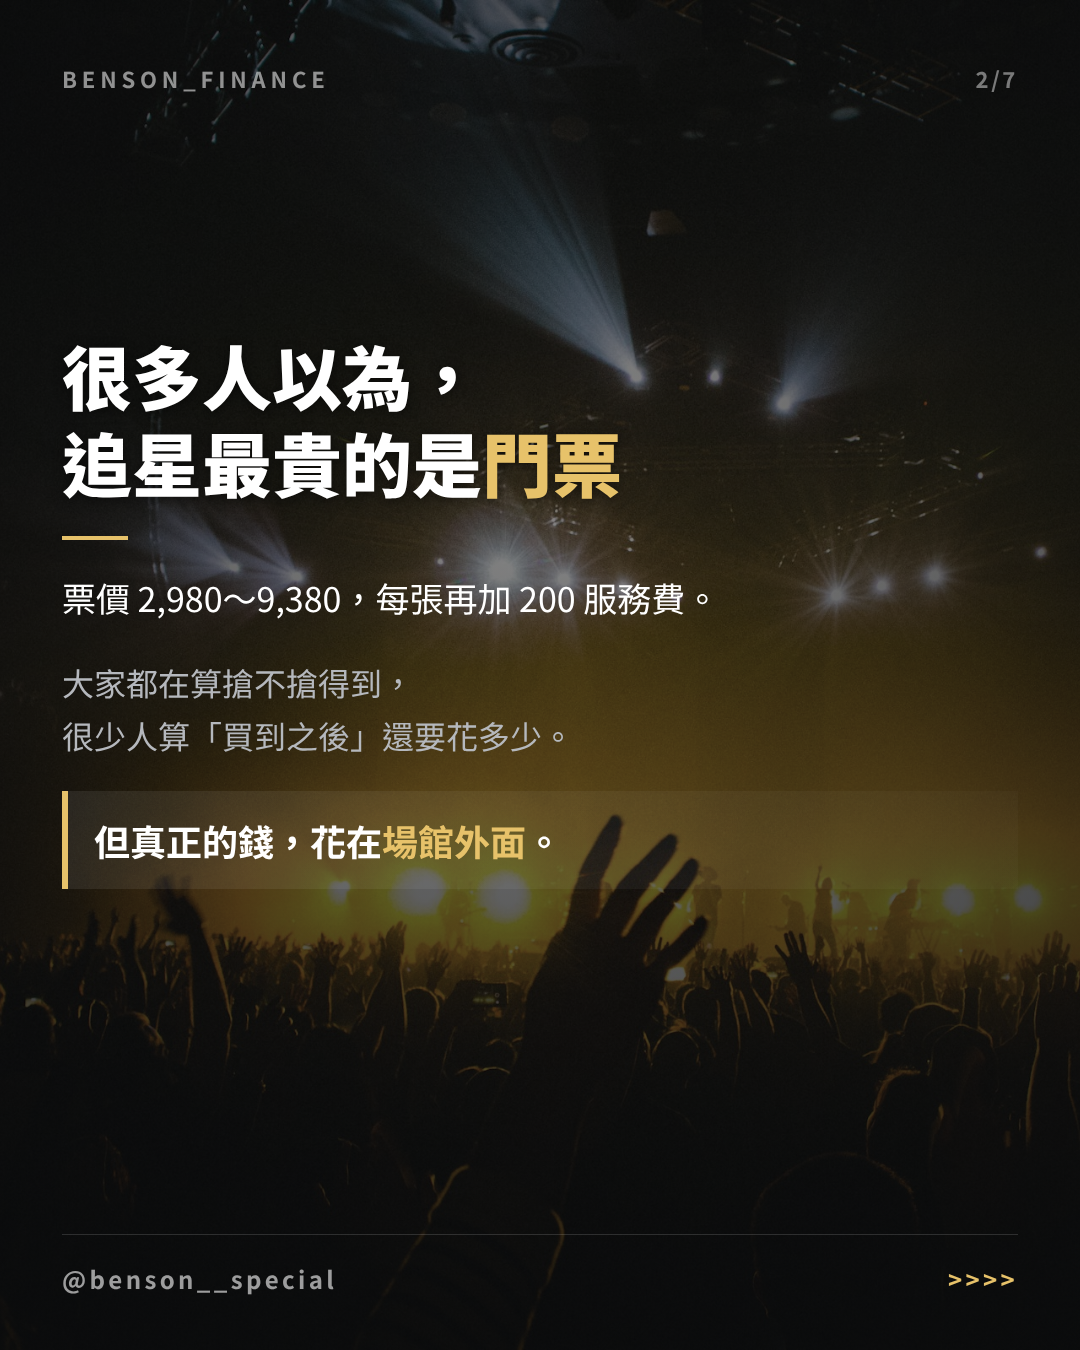 BENSON_FINANCE
2/7
很多人以為，
追星最貴的是門票
票價 2,980～9,380，每張再加 200 服務費。
大家都在算搶不搶得到，
很少人算「買到之後」還要花多少。
但真正的錢，花在場館外面。
@benson__special
>>>>